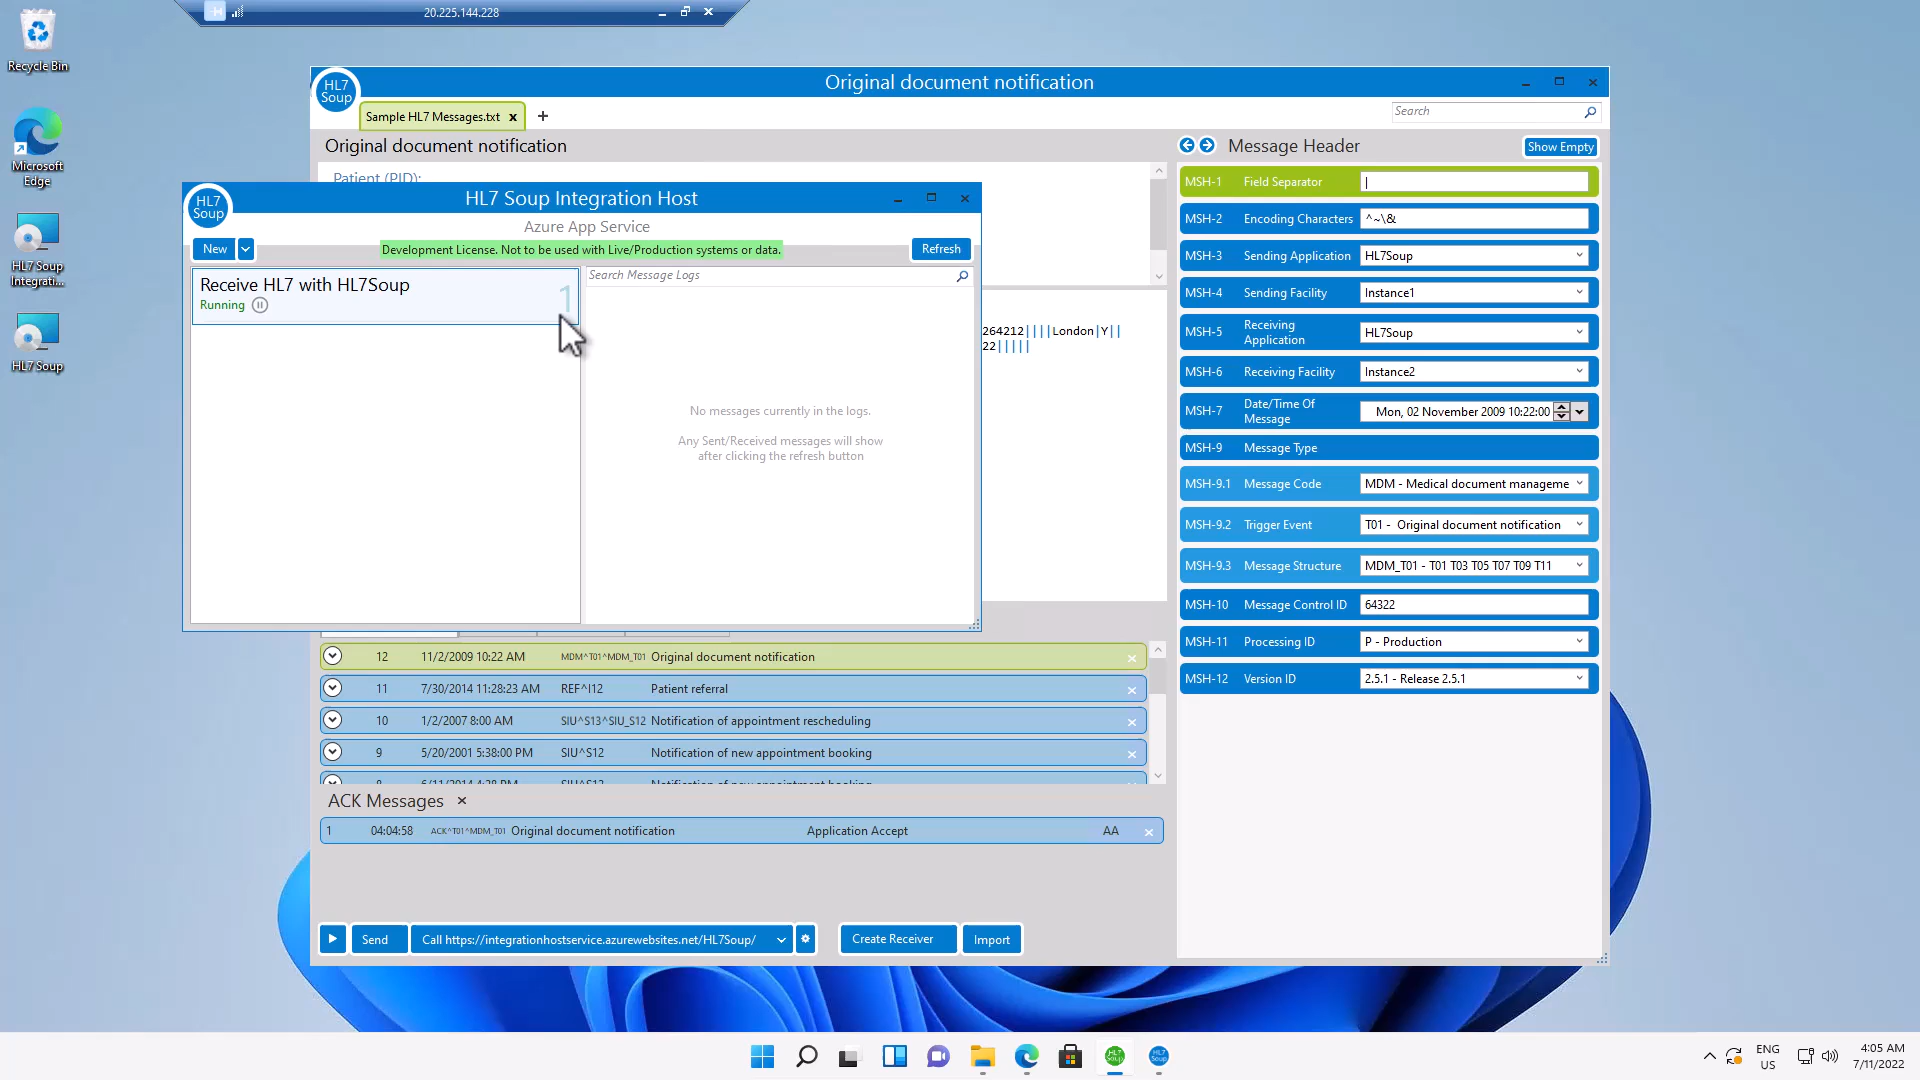 20.225.144.228
Recycle Bin
Microsoft
Edge
HL7 Soup
Integrati...
HL7 Soup
HL7
Soup
Original document notification
Sample HL7 Messages.txt x
+
Search
Original document notification
Patient (PID):
264212||||London|Y||
22|||||
HL7
Soup
HL7 Soup Integration Host
Azure App Service
New
Development License. Not to be used with Live/Production systems or data.
Refresh
Receive HL7 with HL7Soup
Running
1
Search Message Logs
No messages currently in the logs.
Any Sent/Received messages will show
after clicking the refresh button
Message Header
Show Empty
MSH-1 Field Separator |
MSH-2 Encoding Characters ^~\&
MSH-3 Sending Application HL7Soup
MSH-4 Sending Facility Instance1
MSH-5 Receiving
Application HL7Soup
MSH-6 Receiving Facility Instance2
MSH-7 Date/Time Of
Message Mon, 02 November 2009 10:22:00
MSH-9 Message Type
MSH-9.1 Message Code MDM - Medical document manageme
MSH-9.2 Trigger Event T01 - Original document notification
MSH-9.3 Message Structure MDM_T01 - T01 T03 T05 T07 T09 T11
MSH-10 Message Control ID 64322
MSH-11 Processing ID P - Production
MSH-12 Version ID 2.5.1 - Release 2.5.1
12 11/2/2009 10:22 AM MDM^T01^MDM_T01 Original document notification
11 7/30/2014 11:28:23 AM REF^I12 Patient referral
10 1/2/2007 8:00 AM SIU^S13^SIU_S12 Notification of appointment rescheduling
9 5/20/2001 5:38:00 PM SIU^S12 Notification of new appointment booking
8 6/11/2014 4:38 PM SIU^S12 Notification of new appointment booking
ACK Messages
1 04:04:58 ACK^T01^MDM_T01 Original document notification Application Accept AA
Send
Call https://integrationhostservice.azurewebsites.net/HL7Soup/
Create Receiver
Import
ENG
US
4:05 AM
7/11/2022